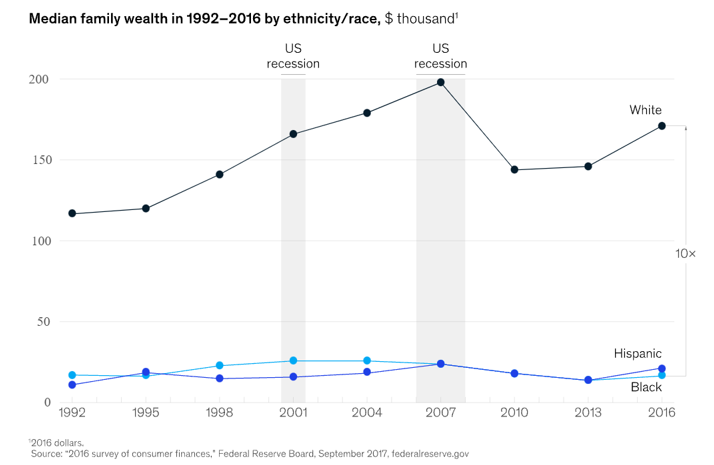 Median family wealth in 1992–2016 by ethnicity/race, $ thousand¹
US
recession
US
recession
200
White
150
100
10×
50
Hispanic
Black
0
1992 1995 1998 2001 2004 2007 2010 2013 2016
¹2016 dollars.
Source: “2016 survey of consumer finances,” Federal Reserve Board, September 2017, federalreserve.gov